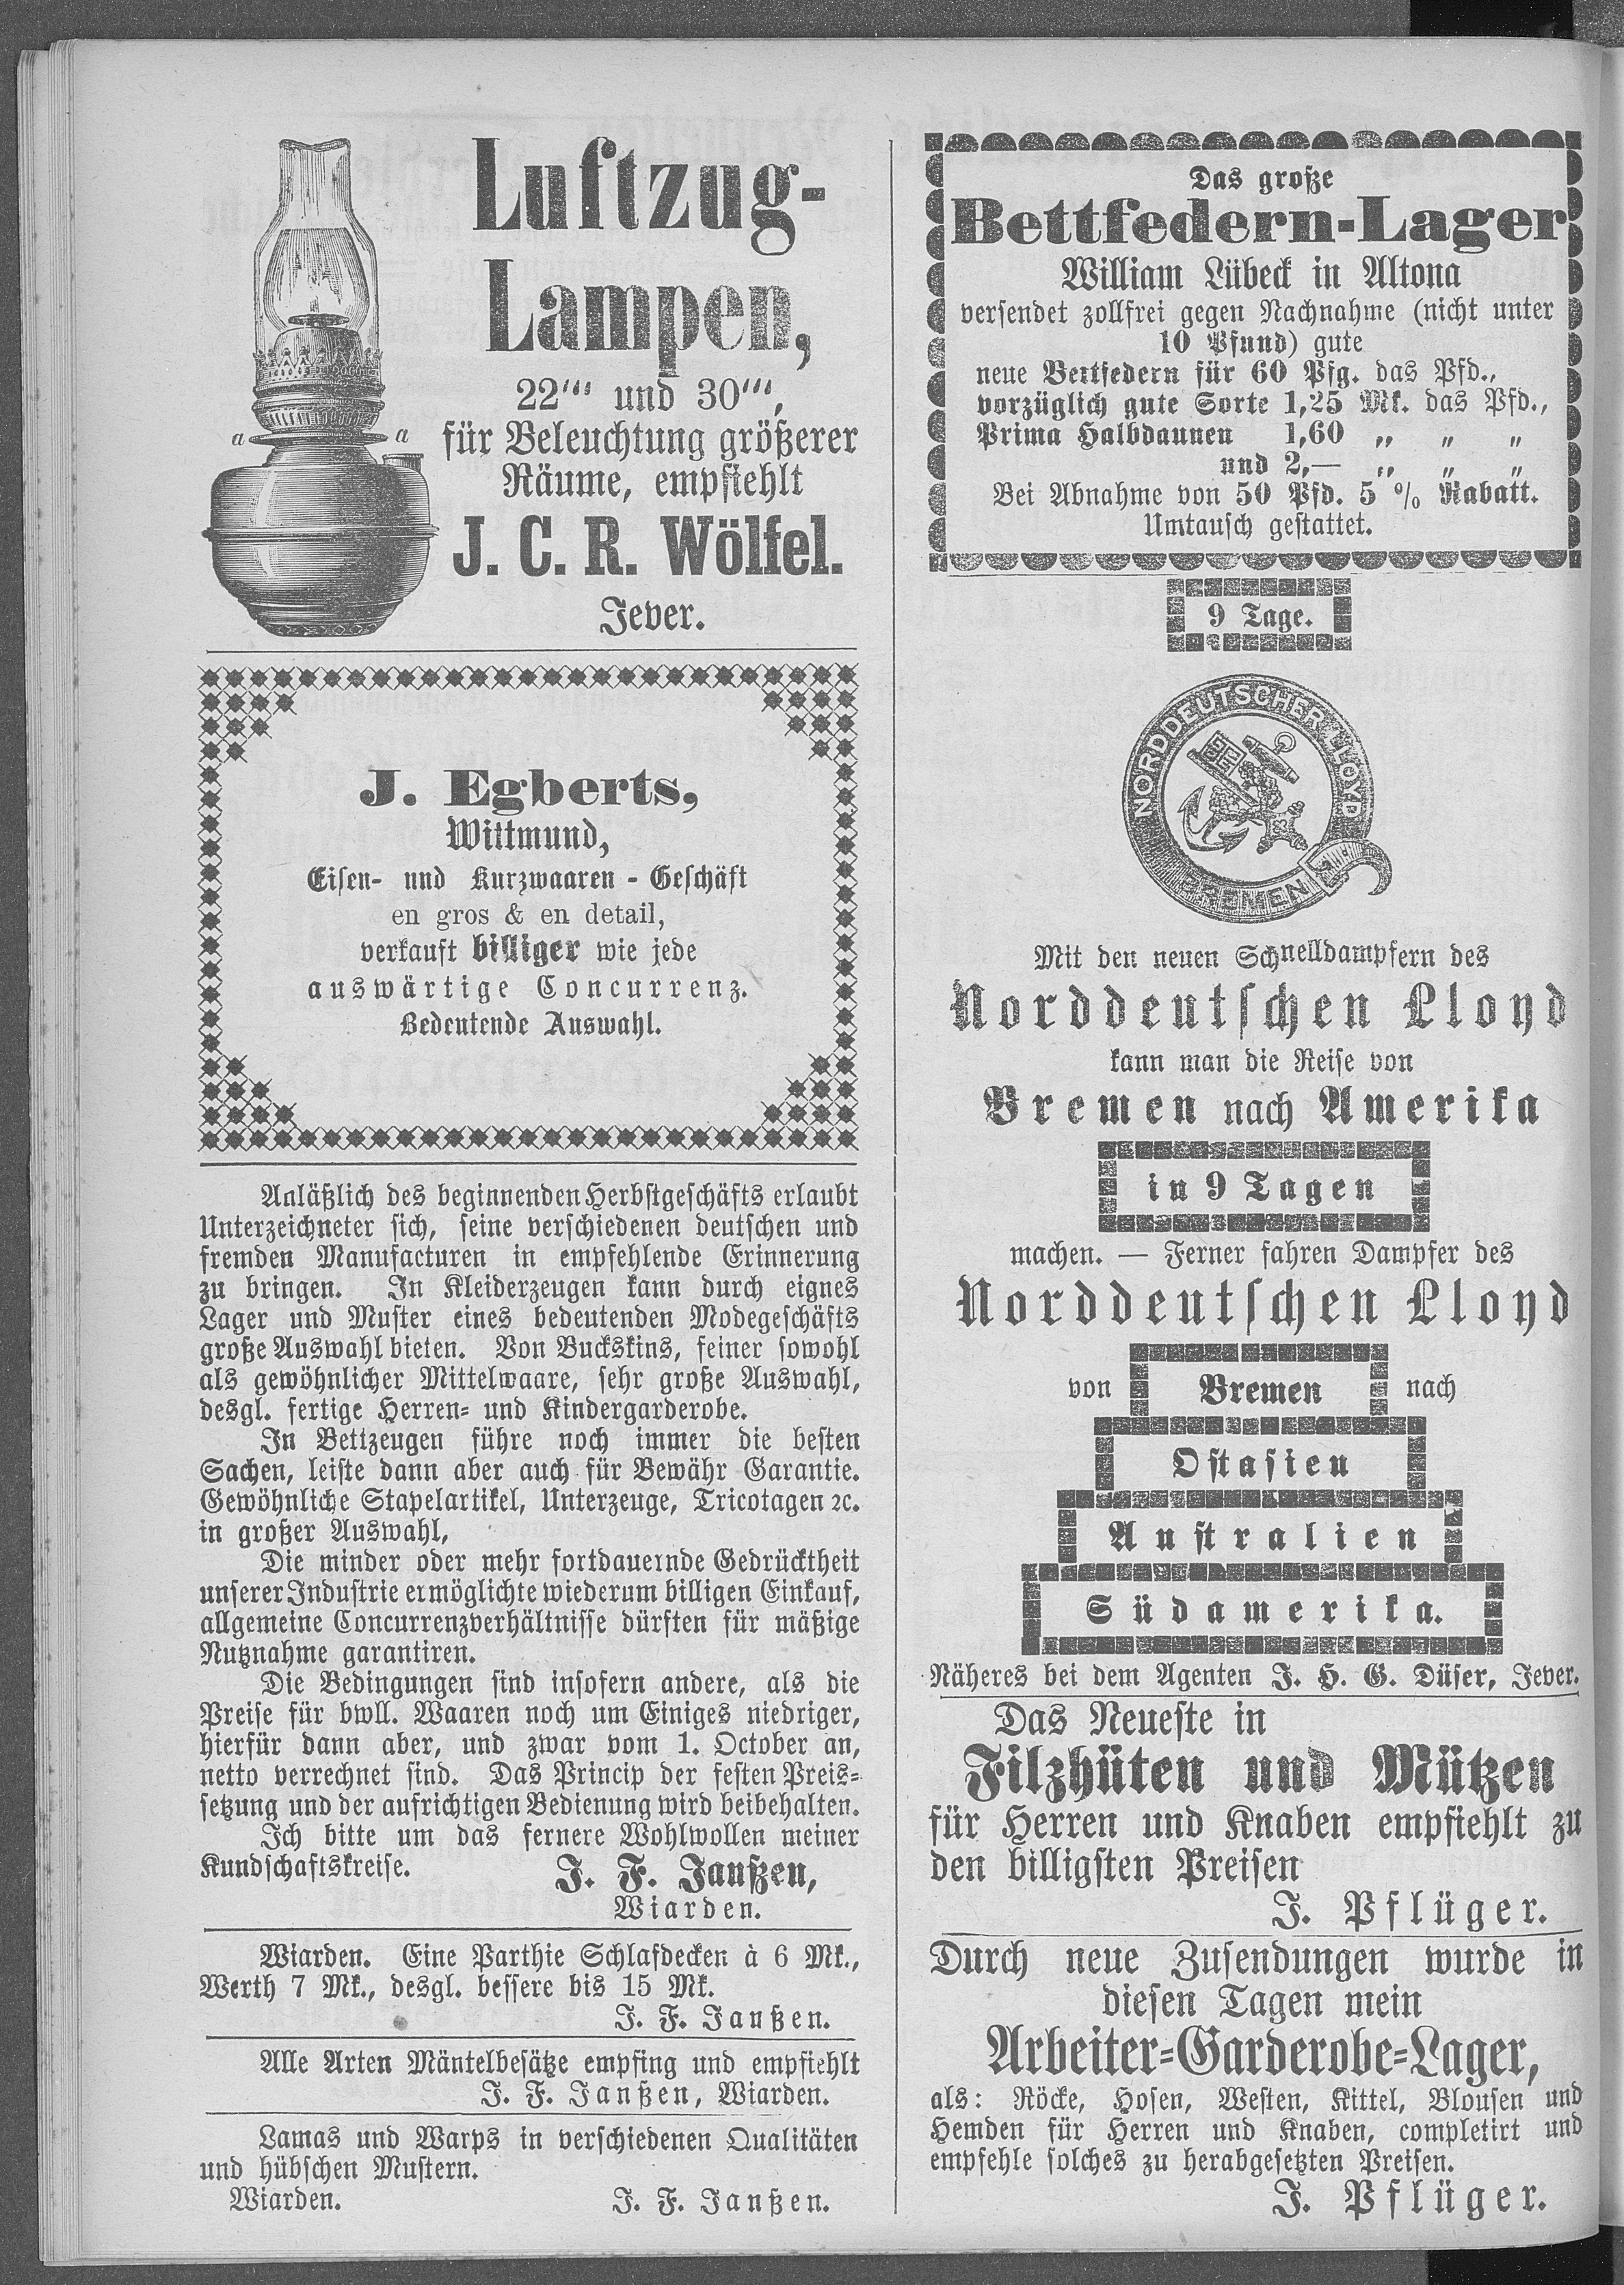 Luftzug-
Lampen,
22‴ und 30‴,
a a
für Beleuchtung größerer
Räume, empfiehlt
J. C. R. Wölfel.
Jever.
J. Egberts,
Wittmund,
Eisen- und Kurzwaaren - Geschäft
en gros & en detail,
verkauft billiger wie jede
auswärtige Concurrenz.
Bedeutende Auswahl.
Anläßlich des beginnenden Herbstgeschäfts erlaubt
Unterzeichneter sich, seine verschiedenen deutschen und
fremden Manufacturen in empfehlende Erinnerung
zu bringen. In Kleiderzeugen kann durch eignes
Lager und Muster eines bedeutenden Modegeschäfts
große Auswahl bieten. Von Buckskins, feiner sowohl
als gewöhnlicher Mittelwaare, sehr große Auswahl,
desgl. fertige Herren- und Kindergarderobe.
In Bettzeugen führe noch immer die besten
Sachen, leiste dann aber auch für Bewähr Garantie.
Gewöhnliche Stapelartikel, Unterzeuge, Tricotagen ꝛc.
in großer Auswahl,
Die minder oder mehr fortdauernde Gedrücktheit
unserer Industrie ermöglichte wiederum billigen Einkauf,
allgemeine Concurrenzverhältnisse dürften für mäßige
Nutznahme garantiren.
Die Bedingungen sind insofern andere, als die
Preise für bwll. Waaren noch um Einiges niedriger,
hierfür dann aber, und zwar vom 1. October an,
netto verrechnet sind. Das Princip der festen Preis-
setzung und der aufrichtigen Bedienung wird beibehalten.
Ich bitte um das fernere Wohlwollen meiner
Kundschaftskreise. J. F. Janßen,
Wiarden.
Wiarden. Eine Parthie Schlafdecken à 6 Mk.,
Werth 7 Mk., desgl. bessere bis 15 Mk.
J. F. Janßen.
Alle Arten Mäntelbesätze empfing und empfiehlt
J. F. Janßen, Wiarden.
Lamas und Warps in verschiedenen Qualitäten
und hübschen Mustern.
Wiarden. J. F. Janßen.
Das große
Bettfedern-Lager
William Lübeck in Altona
versendet zollfrei gegen Nachnahme (nicht unter
10 Pfund) gute
neue Bettfedern für 60 Pfg. das Pfd.,
vorzüglich gute Sorte 1,25 Mk. das Pfd.,
Prima Halbdaunen 1,60 „ „ „
und 2,— „ „ „
Bei Abnahme von 50 Pfd. 5 % Rabatt.
Umtausch gestattet.
9 Tage.
NORDDEUTSCHER LLOYD
BREMEN
Mit den neuen Schnelldampfern des
Norddeutschen Lloyd
kann man die Reise von
Bremen nach Amerika
in 9 Tagen
machen. — Ferner fahren Dampfer des
Norddeutschen Lloyd
von Bremen nach
Ostasien
Australien
Südamerika.
Näheres bei dem Agenten J. H. G. Düser, Jever.
Das Neueste in
Filzhüten und Mützen
für Herren und Knaben empfiehlt zu
den billigsten Preisen
J. Pflüger.
Durch neue Zusendungen wurde in
diesen Tagen mein
Arbeiter-Garderobe-Lager,
als: Röcke, Hosen, Westen, Kittel, Blousen und
Hemden für Herren und Knaben, completirt und
empfehle solches zu herabgesetzten Preisen.
J. Pflüger.